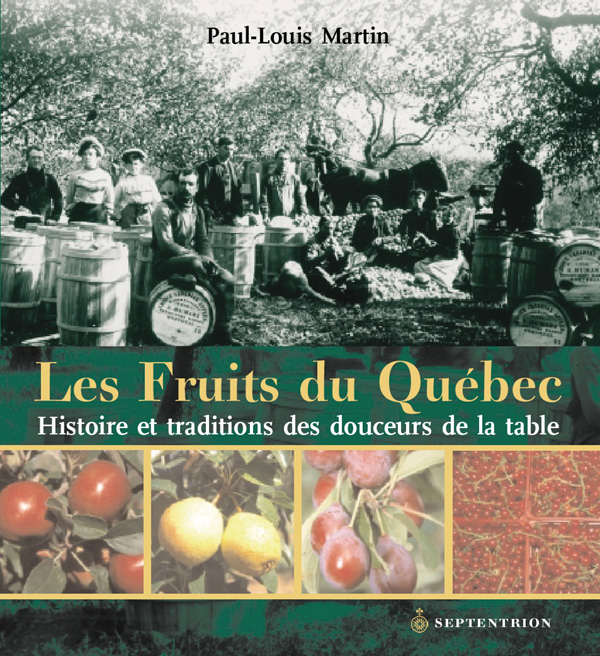 Paul-Louis Martin
Les Fruits du Québec
Histoire et traditions des douceurs de la table
SEPTENTRION